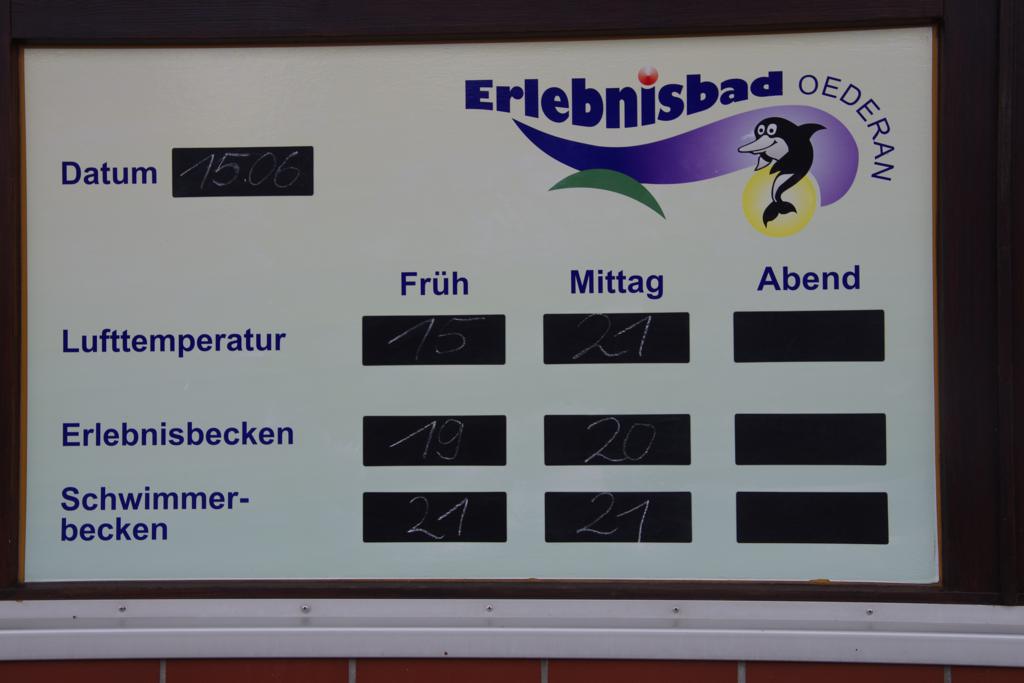 Erlebnisbad OEDERAN
Datum 15.06
Früh Mittag Abend
Lufttemperatur 15 21
Erlebnisbecken 19 20
Schwimmer-
becken 21 21